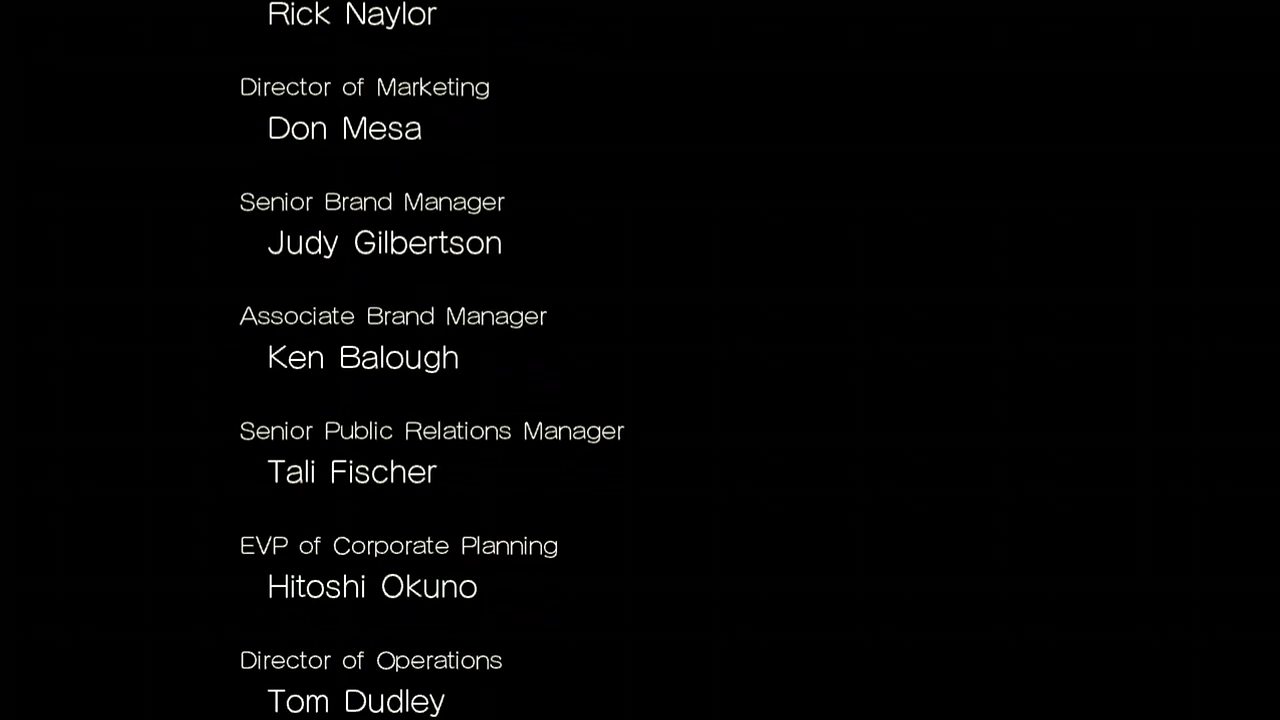 Rick Naylor
Director of Marketing
Don Mesa
Senior Brand Manager
Judy Gilbertson
Associate Brand Manager
Ken Balough
Senior Public Relations Manager
Tali Fischer
EVP of Corporate Planning
Hitoshi Okuno
Director of Operations
Tom Dudley